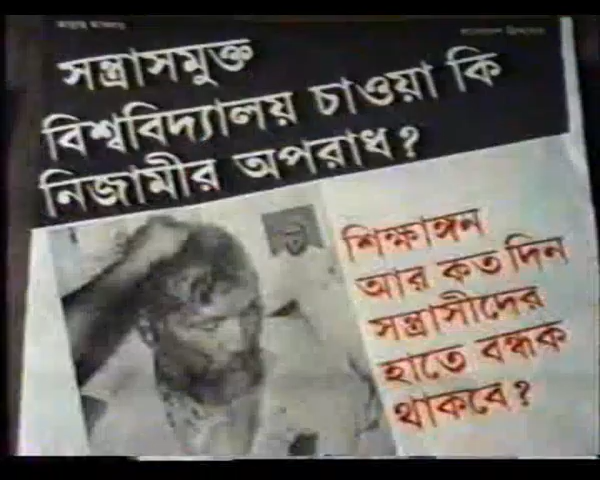 সন্ত্রাসমুক্ত
বিশ্ববিদ্যালয় চাওয়া কি
নিজামীর অপরাধ?
শিক্ষাঙ্গন
আর কত দিন
সন্ত্রাসীদের
হাতে বন্ধক
থাকবে?